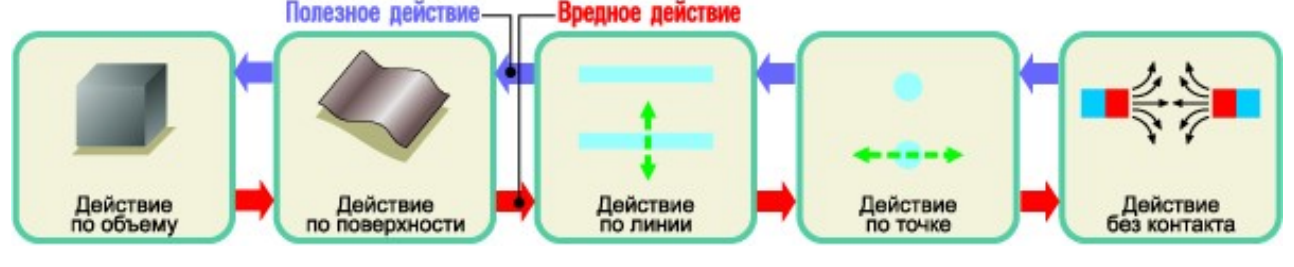 Полезное действие Вредное действие
Действие
по объему
Действие
по поверхности
Действие
по линии
Действие
по точке
Действие
без контакта